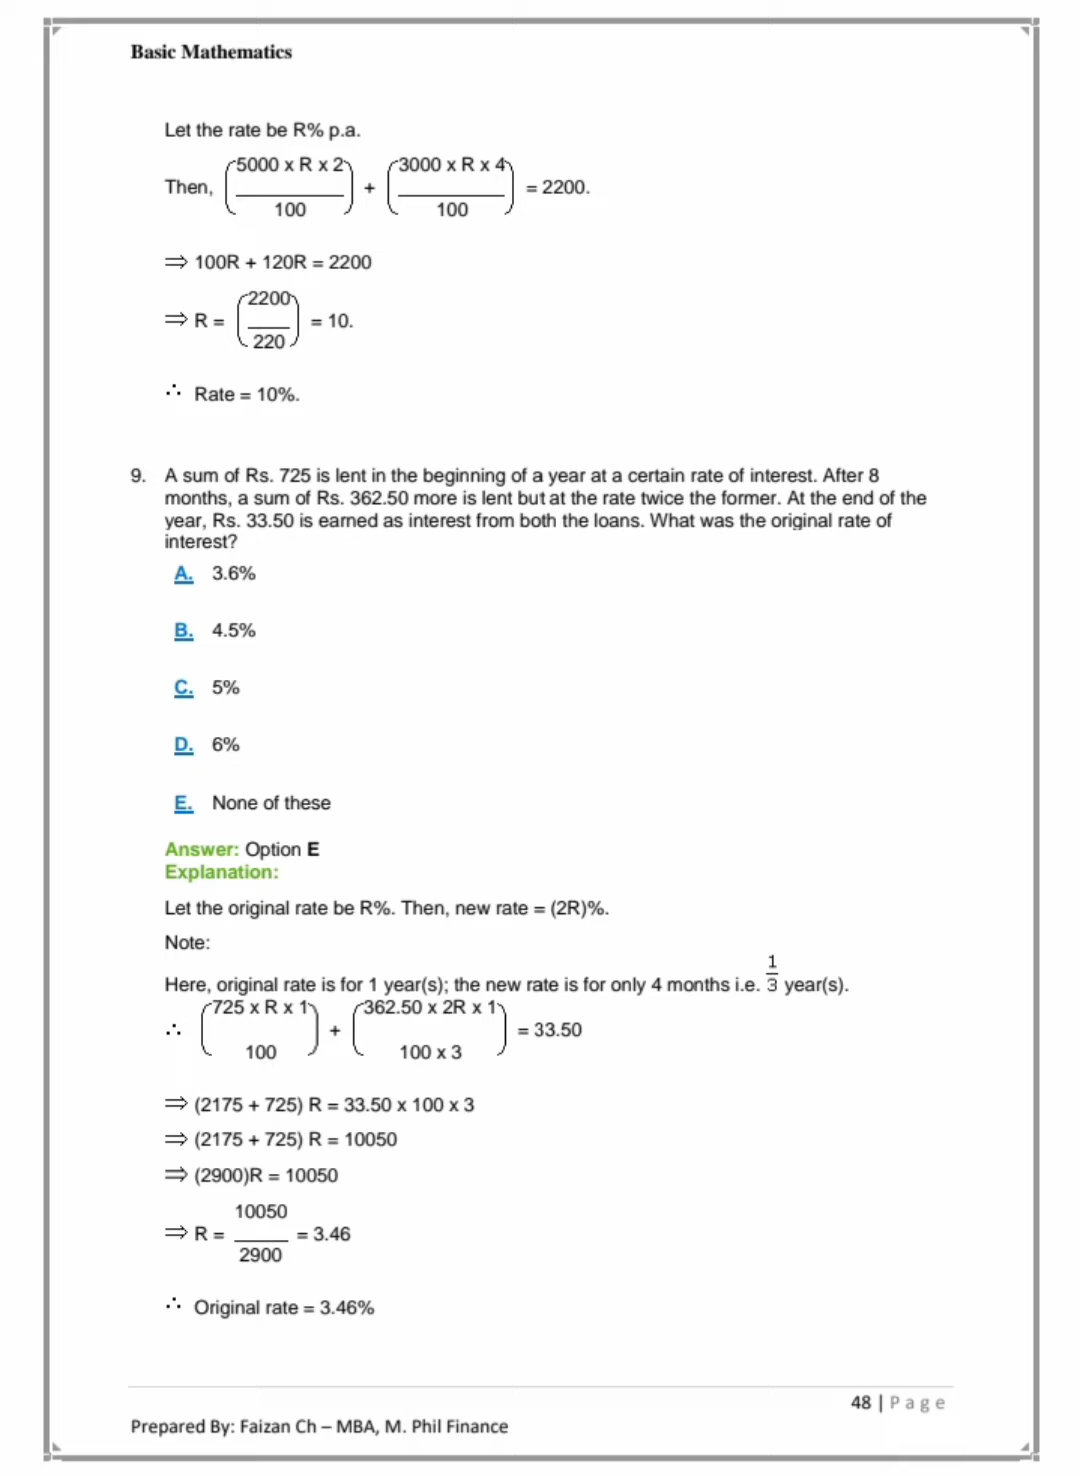 Basic Mathematics
Let the rate be R% p.a.
Then, (5000 x R x 2 / 100) + (3000 x R x 4 / 100) = 2200.
⇒ 100R + 120R = 2200
⇒ R = (2200 / 220) = 10.
∴ Rate = 10%.
9. A sum of Rs. 725 is lent in the beginning of a year at a certain rate of interest. After 8
months, a sum of Rs. 362.50 more is lent but at the rate twice the former. At the end of the
year, Rs. 33.50 is earned as interest from both the loans. What was the original rate of
interest?
A. 3.6%
B. 4.5%
C. 5%
D. 6%
E. None of these
Answer: Option E
Explanation:
Let the original rate be R%. Then, new rate = (2R)%.
Note:
Here, original rate is for 1 year(s); the new rate is for only 4 months i.e. 1/3 year(s).
∴ (725 x R x 1 / 100) + (362.50 x 2R x 1 / 100 x 3) = 33.50
⇒ (2175 + 725) R = 33.50 x 100 x 3
⇒ (2175 + 725) R = 10050
⇒ (2900)R = 10050
⇒ R = 10050 / 2900 = 3.46
∴ Original rate = 3.46%
48 | Page
Prepared By: Faizan Ch – MBA, M. Phil Finance